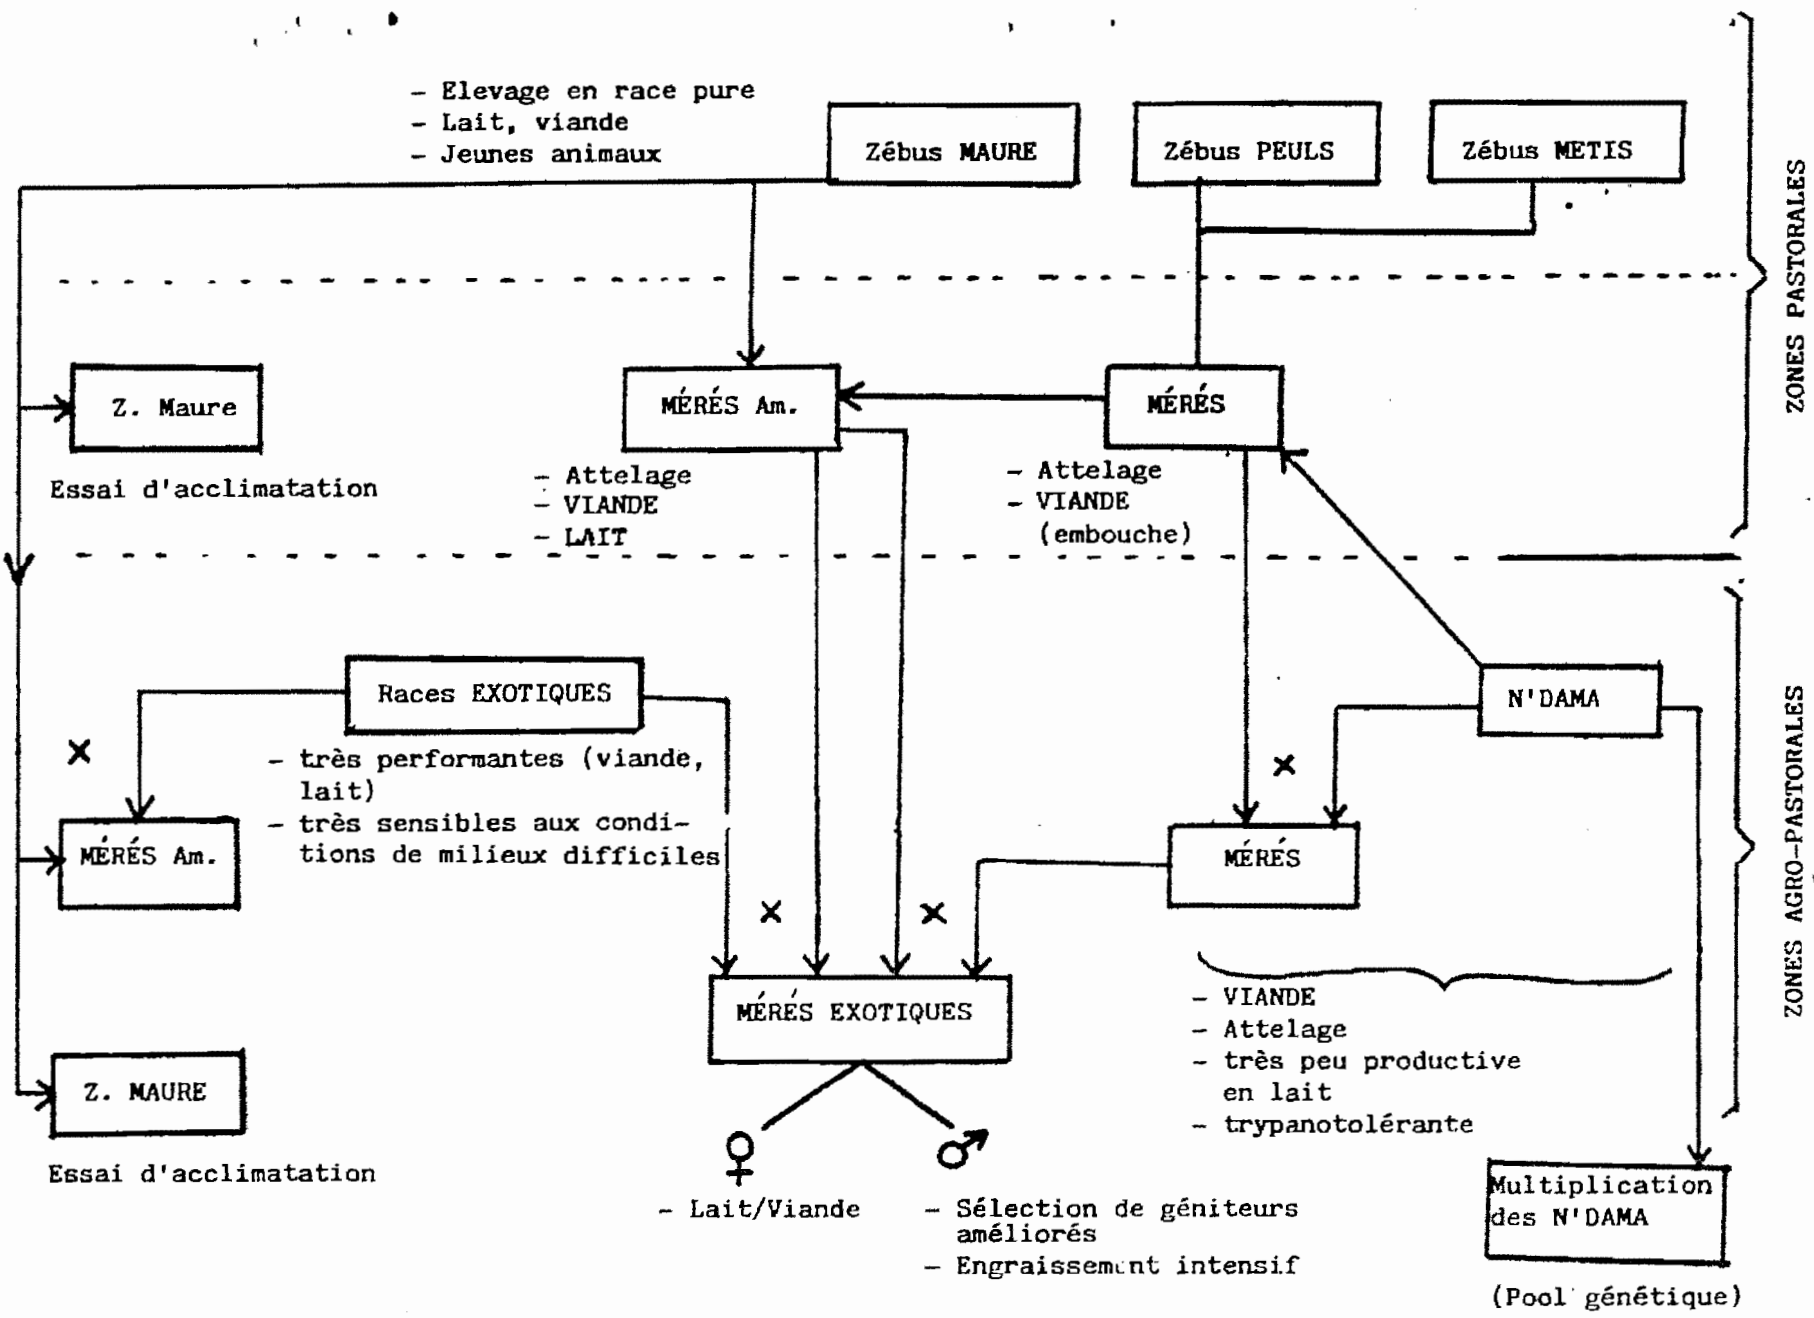 - Elevage en race pure
- Lait, viande
- Jeunes animaux
Zébus MAURE
Zébus PEULS
Zébus METIS
ZONES PASTORALES
Z. Maure
Essai d'acclimatation
MÉRÉS Am.
- Attelage
- VIANDE
- LAIT
MÉRÉS
- Attelage
- VIANDE
(embouche)
Races EXOTIQUES
- très performantes (viande,
lait)
- très sensibles aux condi-
tions de milieux difficiles
N'DAMA
×
×
MÉRÉS Am.
MÉRÉS
×
×
ZONES AGRO-PASTORALES
MÉRÉS EXOTIQUES
- VIANDE
- Attelage
- très peu productive
en lait
- trypanotolérante
Z. MAURE
Essai d'acclimatation
♀
♂
- Lait/Viande
- Sélection de géniteurs
améliorés
- Engraissement intensif
Multiplication
des N'DAMA
(Pool génétique)